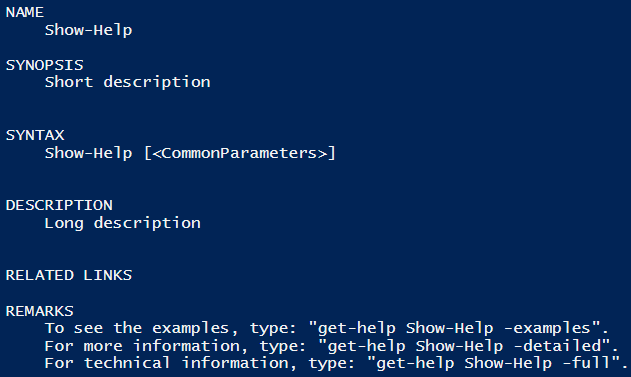 NAME
Show-Help
SYNOPSIS
Short description
SYNTAX
Show-Help [<CommonParameters>]
DESCRIPTION
Long description
RELATED LINKS
REMARKS
To see the examples, type: "get-help Show-Help -examples".
For more information, type: "get-help Show-Help -detailed".
For technical information, type: "get-help Show-Help -full".